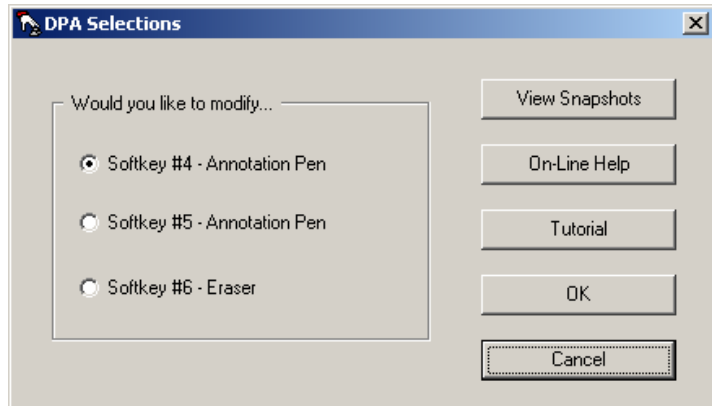 DPA Selections
Would you like to modify...
Softkey #4 - Annotation Pen
Softkey #5 - Annotation Pen
Softkey #6 - Eraser
View Snapshots
On-Line Help
Tutorial
OK
Cancel